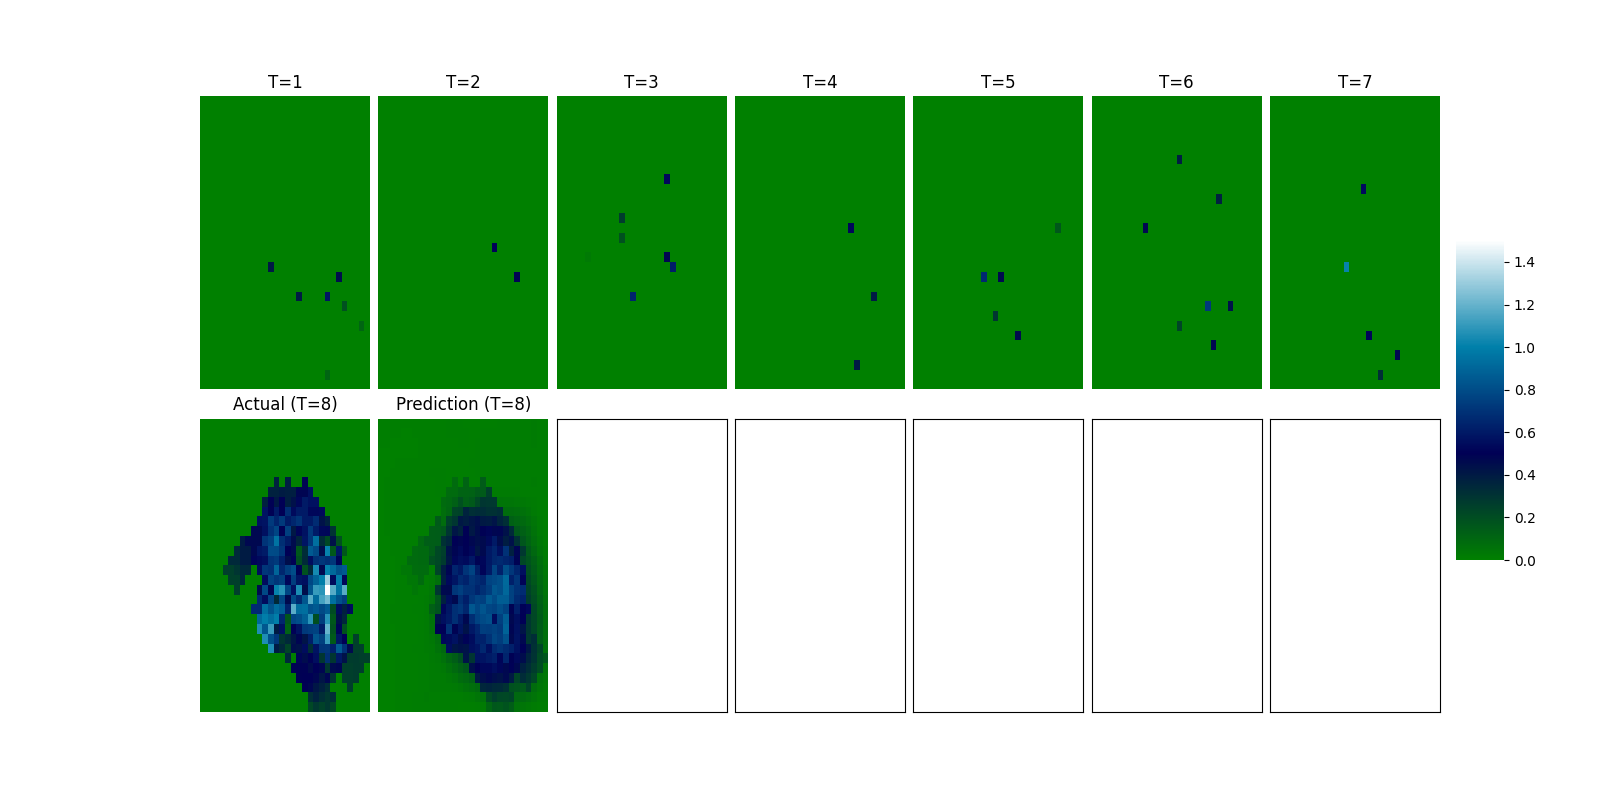 T=1
T=2
T=3
T=4
T=5
T=6
T=7
Actual (T=8)
Prediction (T=8)
1.4
1.2
1.0
0.8
0.6
0.4
0.2
0.0